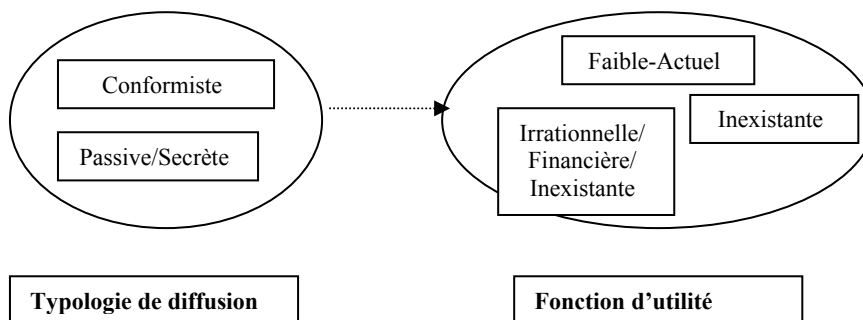 Conformiste
Passive/Secrète
Faible-Actuel
Inexistante
Irrationnelle/
Financière/
Inexistante
Typologie de diffusion
Fonction d’utilité